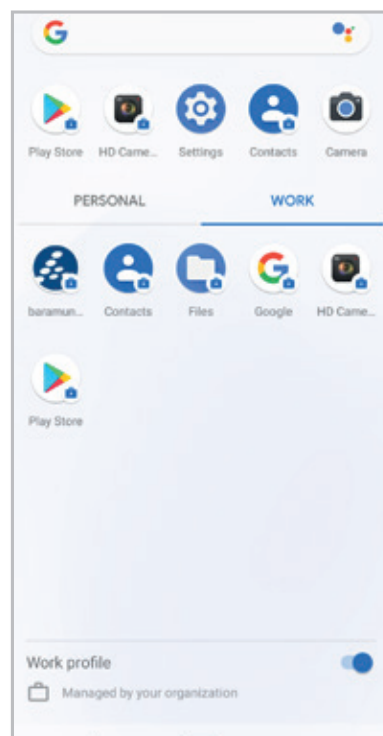 Play Store HD Came... Settings Contacts Camera
PERSONAL WORK
baramun... Contacts Files Google HD Came...
Play Store
Work profile
Managed by your organization